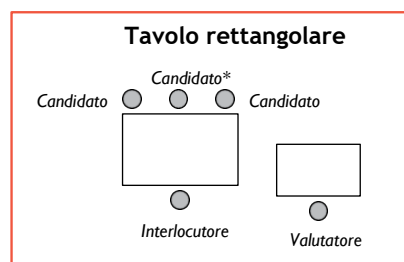 Tavolo rettangolare
Candidato*
Candidato
Candidato
Interlocutore
Valutatore